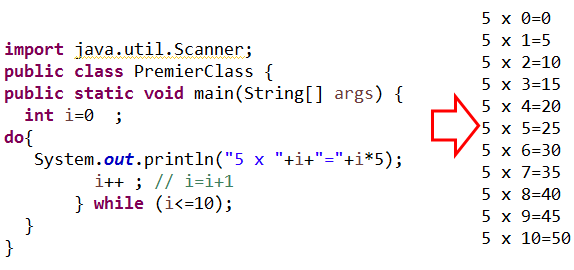 import java.util.Scanner;
public class PremierClass {
public static void main(String[] args) {
int i=0  ;
do{
System.out.println("5 x "+i+"="+i*5);
i++ ; // i=i+1
} while (i<=10);
}
}
5 x 0=0
5 x 1=5
5 x 2=10
5 x 3=15
5 x 4=20
5 x 5=25
5 x 6=30
5 x 7=35
5 x 8=40
5 x 9=45
5 x 10=50